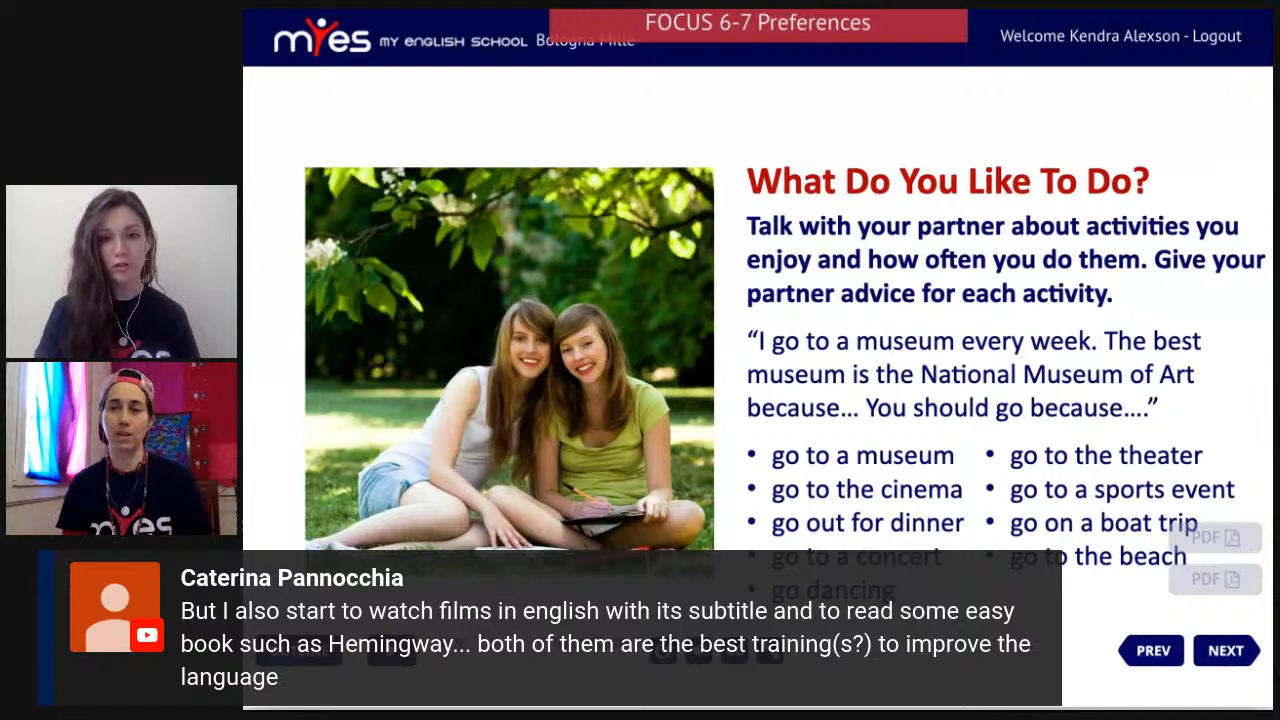 FOCUS 6-7 Preferences
myes MY ENGLISH SCHOOL Bologna Mille
Welcome Kendra Alexson - Logout
What Do You Like To Do?
Talk with your partner about activities you
enjoy and how often you do them. Give your
partner advice for each activity.
“I go to a museum every week. The best
museum is the National Museum of Art
because... You should go because....”
• go to a museum
• go to the cinema
• go out for dinner
go to a concert
go dancing
• go to the theater
• go to a sports event
• go on a boat trip
go to the beach
PDF
PDF
myes
myes
Caterina Pannocchia
But I also start to watch films in english with its subtitle and to read some easy
book such as Hemingway... both of them are the best training(s?) to improve the
language
PREV
NEXT